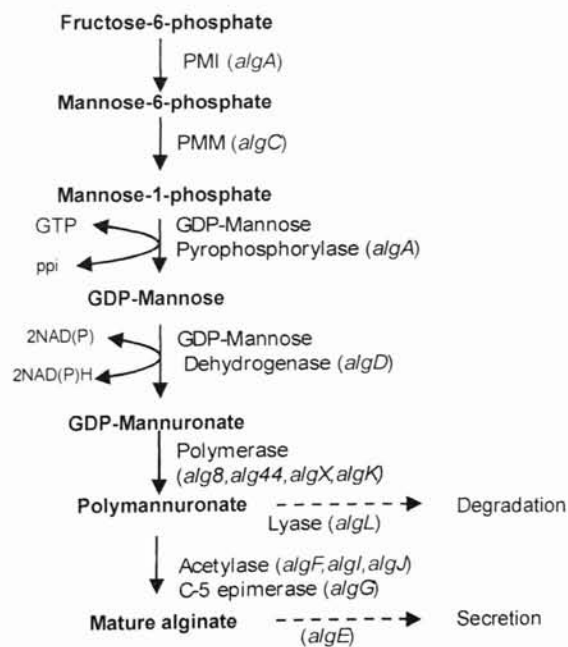 Fructose-6-phosphate
PMI (algA)
Mannose-6-phosphate
PMM (algC)
Mannose-1-phosphate
GTP
GDP-Mannose
Pyrophosphorylase (algA)
ppi
GDP-Mannose
2NAD(P)
GDP-Mannose
Dehydrogenase (algD)
2NAD(P)H
GDP-Mannuronate
Polymerase
(alg8,alg44,algX,algK)
Polymannuronate
Degradation
Lyase (algL)
Acetylase (algF,algI,algJ)
C-5 epimerase (algG)
Mature alginate
Secretion
(algE)